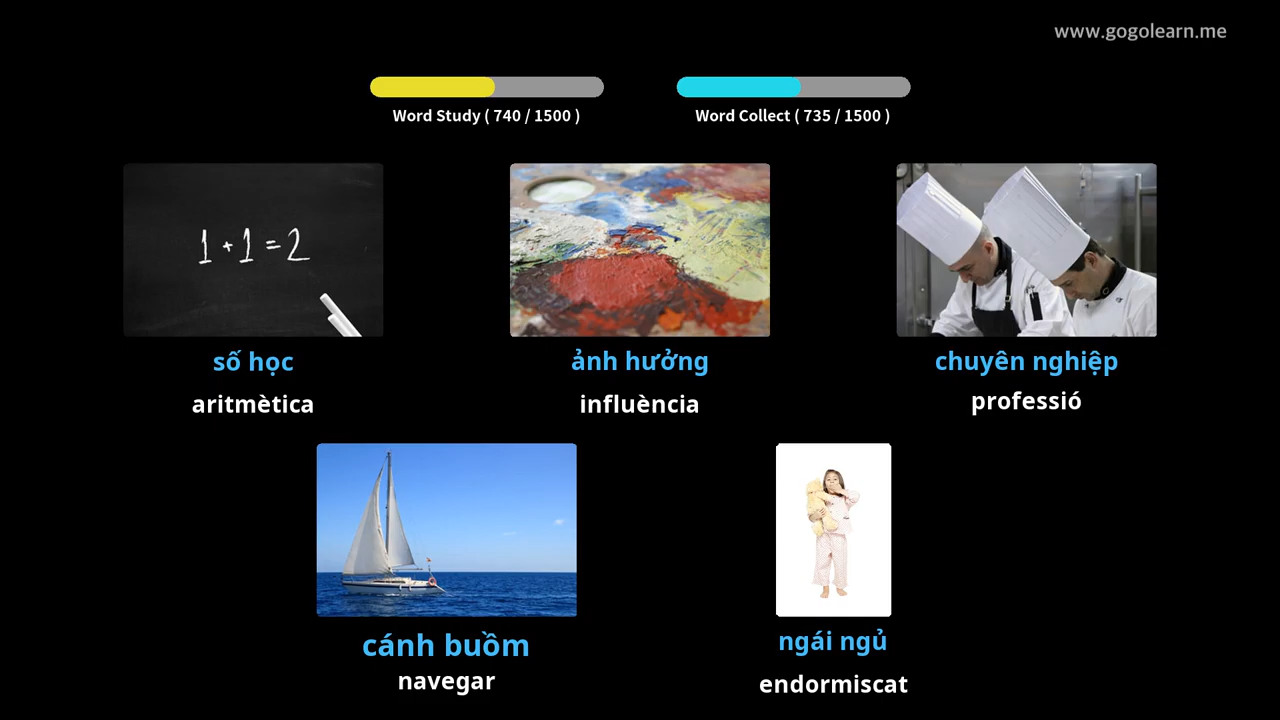 www.gogolearn.me
Word Study ( 740 / 1500 )
Word Collect ( 735 / 1500 )
1 + 1 = 2
số học
aritmètica
ảnh hưởng
influència
chuyên nghiệp
professió
cánh buồm
navegar
ngái ngủ
endormiscat